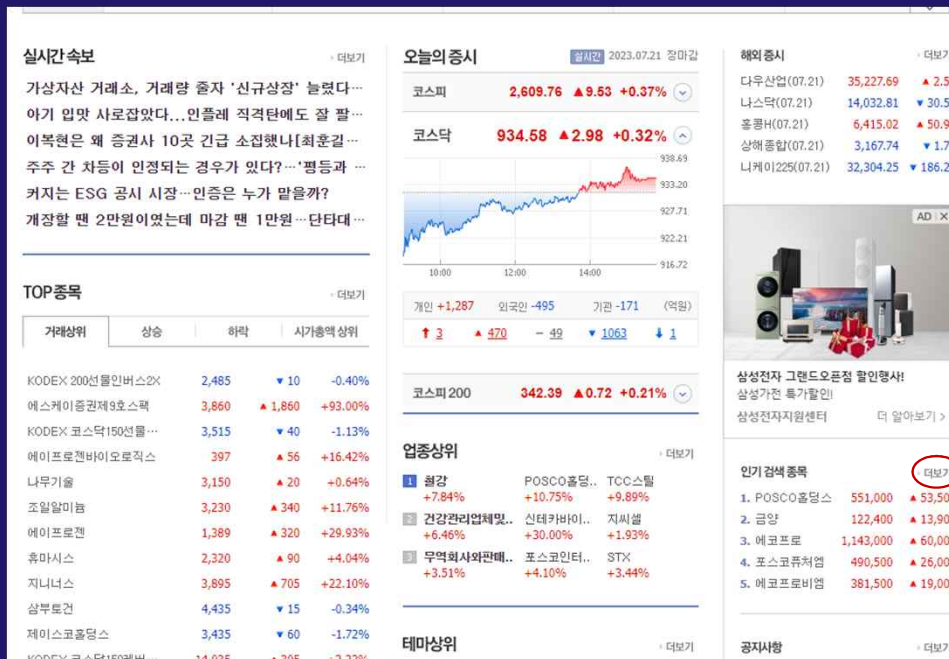 실시간 속보 더보기
가상자산 거래소, 거래량 줄자 '신규상장' 늘렸다…
아기 입맛 사로잡았다...인플레 직격탄에도 잘 팔…
이복현은 왜 증권사 10곳 긴급 소집했나[최훈길…
주주 간 차등이 인정되는 경우가 있다?…'평등과 …
커지는 ESG 공시 시장…인증은 누가 맡을까?
개장할 땐 2만원이었는데 마감 땐 1만원…단타대…
TOP종목 더보기
거래상위 상승 하락 시가총액 상위
KODEX 200선물인버스2X 2,485 ▼ 10 -0.40%
에스케이증권제9호스팩 3,860 ▲ 1,860 +93.00%
KODEX 코스닥150선물… 3,515 ▼ 40 -1.13%
에이프로젠바이오로직스 397 ▲ 56 +16.42%
나무기술 3,150 ▲ 20 +0.64%
조일알미늄 3,230 ▲ 340 +11.76%
에이프로젠 1,389 ▲ 320 +29.93%
휴마시스 2,320 ▲ 90 +4.04%
지니너스 3,895 ▲ 705 +22.10%
삼부토건 4,435 ▼ 15 -0.34%
제이스코홀딩스 3,435 ▼ 60 -1.72%
오늘의 증시 실시간 2023.07.21 장마감
코스피 2,609.76 ▲9.53 +0.37%
코스닥 934.58 ▲2.98 +0.32%
938.69
933.20
927.71
922.21
916.72
10:00 12:00 14:00
개인 +1,287 외국인 -495 기관 -171 (억원)
↑ 3 ▲ 470 - 49 ▼ 1063 ↓ 1
코스피200 342.39 ▲0.72 +0.21%
업종상위 더보기
1 철강 POSCO홀딩.. TCC스틸
+7.84% +10.75% +9.89%
2 건강관리업체및.. 신테카바이.. 지씨셀
+6.46% +30.00% +1.93%
3 무역회사와판매.. 포스코인터.. STX
+3.51% +4.10% +3.44%
테마상위 더보기
해외 증시 더보기
다우산업(07.21) 35,227.69 ▲ 2.5
나스닥(07.21) 14,032.81 ▼ 30.5
홍콩H(07.21) 6,415.02 ▲ 50.9
상해종합(07.21) 3,167.74 ▼ 1.7
니케이225(07.21) 32,304.25 ▼ 186.2
AD X
삼성전자 그랜드오픈점 할인행사!
삼성가전 특가할인!
삼성전자지원센터 더 알아보기 >
인기 검색 종목 더보기
1. POSCO홀딩스 551,000 ▲ 53,50
2. 금양 122,400 ▲ 13,90
3. 에코프로 1,143,000 ▲ 60,00
4. 포스코퓨처엠 490,500 ▲ 26,00
5. 에코프로비엠 381,500 ▲ 19,00
공지사항 더보기